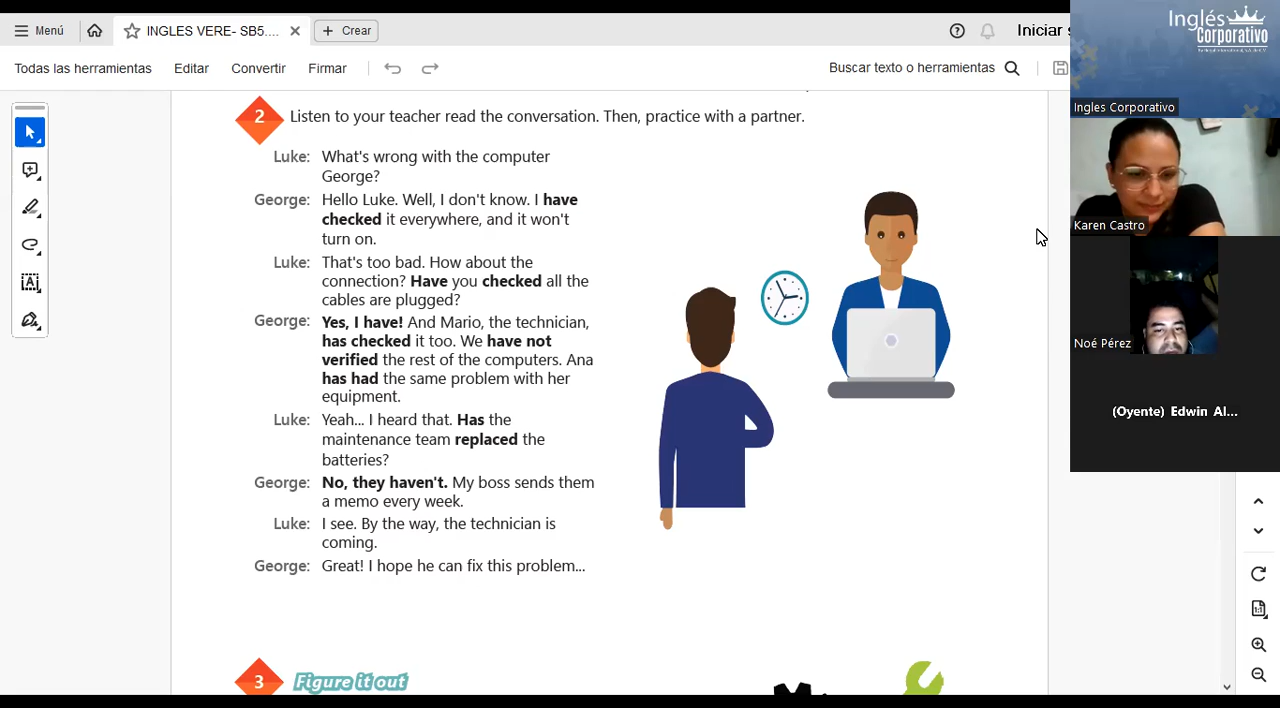 Menú
INGLES VERE- SB5....
Crear
Iniciar s
Todas las herramientas
Editar
Convertir
Firmar
Buscar texto o herramientas
2
Listen to your teacher read the conversation. Then, practice with a partner.
Luke: What's wrong with the computer
George?
George: Hello Luke. Well, I don't know. I have
checked it everywhere, and it won't
turn on.
Luke: That's too bad. How about the
connection? Have you checked all the
cables are plugged?
George: Yes, I have! And Mario, the technician,
has checked it too. We have not
verified the rest of the computers. Ana
has had the same problem with her
equipment.
Luke: Yeah... I heard that. Has the
maintenance team replaced the
batteries?
George: No, they haven't. My boss sends them
a memo every week.
Luke: I see. By the way, the technician is
coming.
George: Great! I hope he can fix this problem...
3
Figure it out
Inglés
Corporativo
Ingles Corporativo
Karen Castro
Noé Pérez
(Oyente) Edwin Al...
1:1